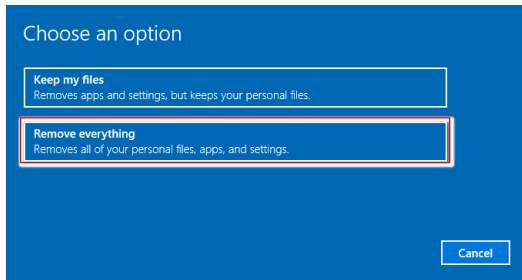 Choose an option
Keep my files
Removes apps and settings, but keeps your personal files.
Remove everything
Removes all of your personal files, apps, and settings.
Cancel